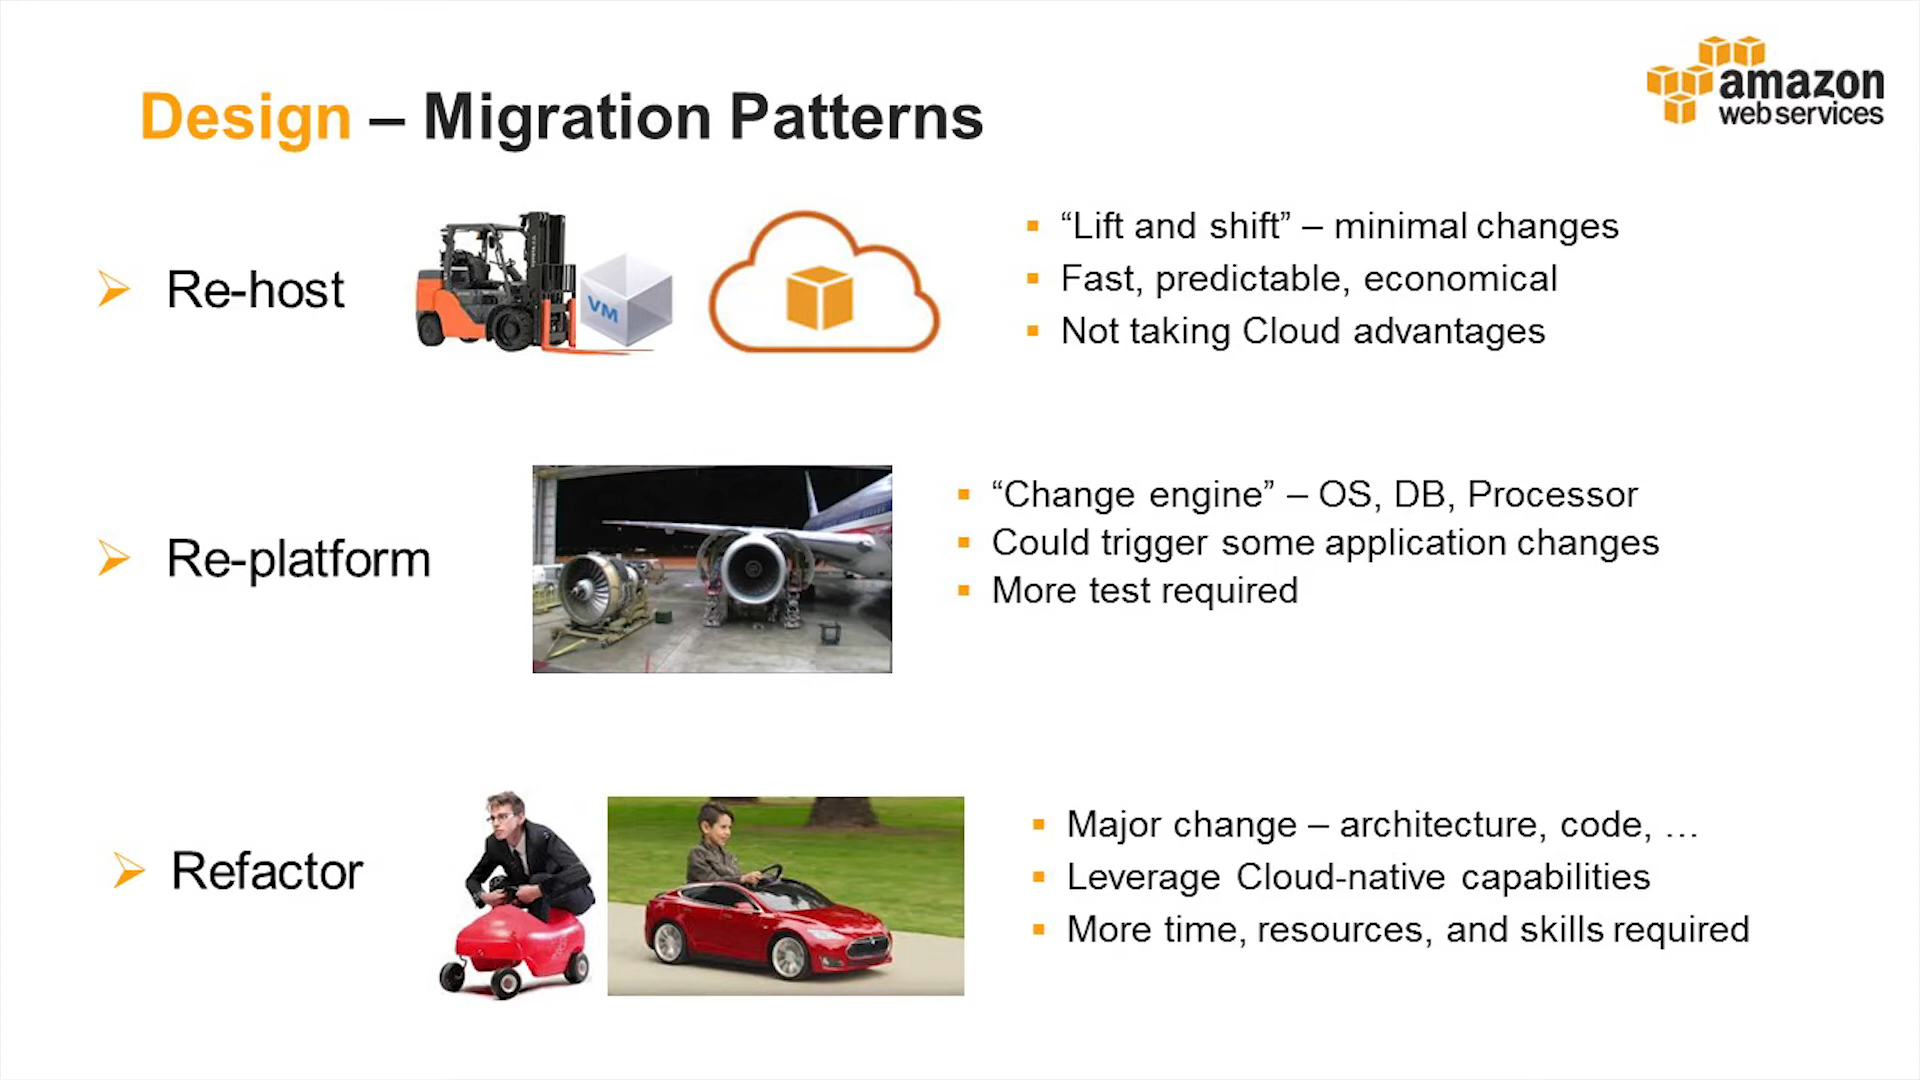 Design – Migration Patterns
amazon
web services
Re-host
VM
“Lift and shift” – minimal changes
Fast, predictable, economical
Not taking Cloud advantages
Re-platform
“Change engine” – OS, DB, Processor
Could trigger some application changes
More test required
Refactor
Major change – architecture, code, …
Leverage Cloud-native capabilities
More time, resources, and skills required